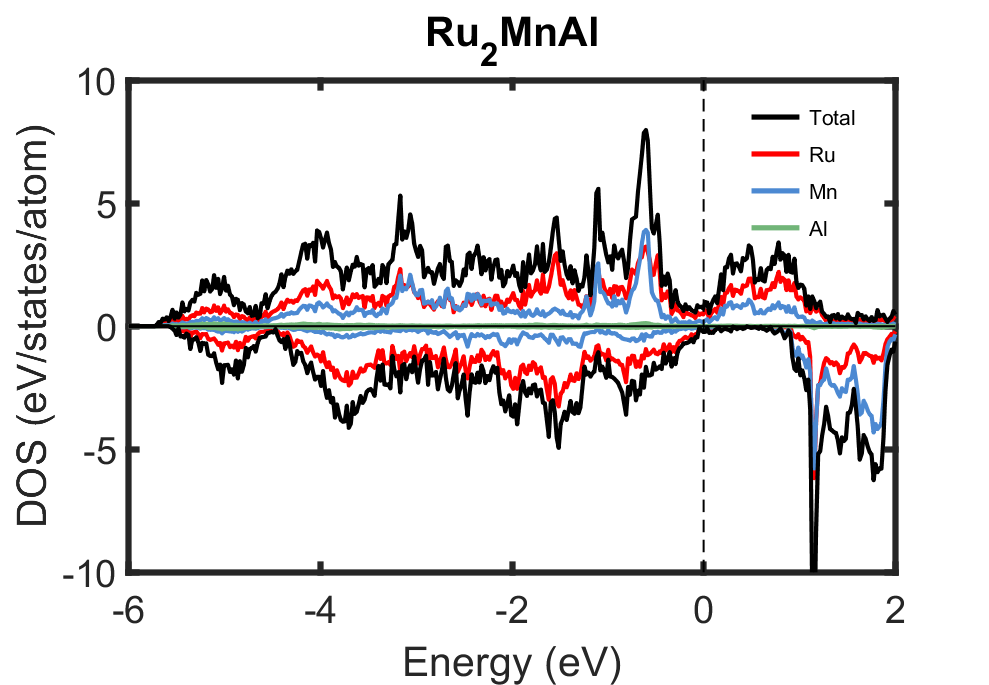 Ru2MnAl
10
5
0
-5
-10
DOS (eV/states/atom)
Total
Ru
Mn
Al
-6
-4
-2
0
2
Energy (eV)